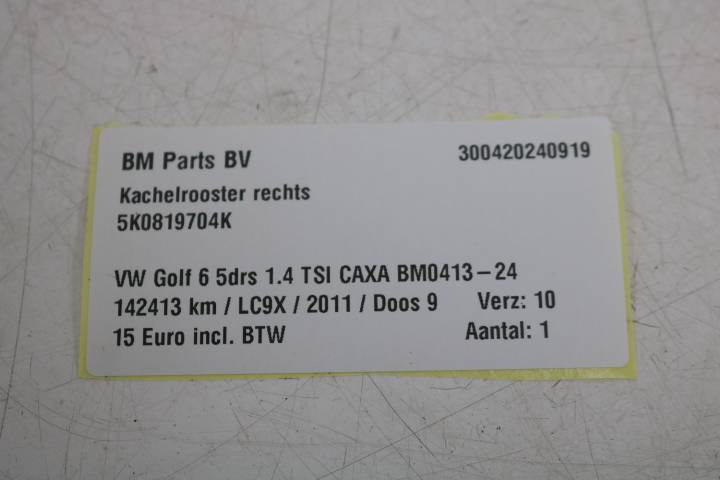 BM Parts BV 300420240919
Kachelrooster rechts
5K0819704K
VW Golf 6 5drs 1.4 TSI CAXA BM0413-24
142413 km / LC9X / 2011 / Doos 9 Verz: 10
15 Euro incl. BTW Aantal: 1